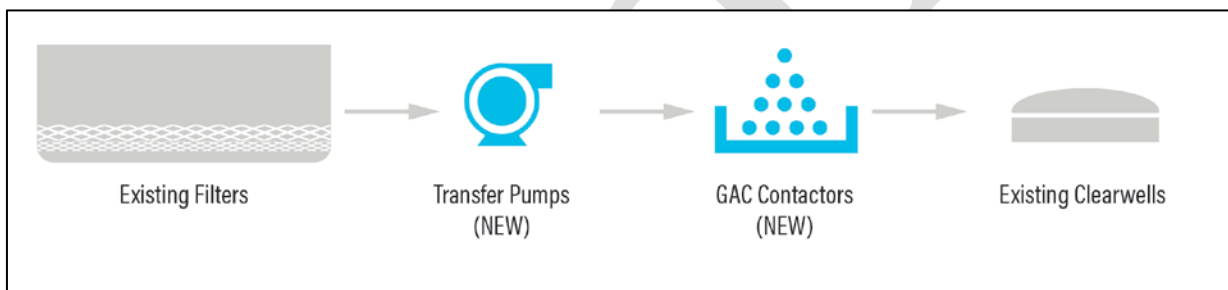 Existing Filters
Transfer Pumps
(NEW)
GAC Contactors
(NEW)
Existing Clearwells